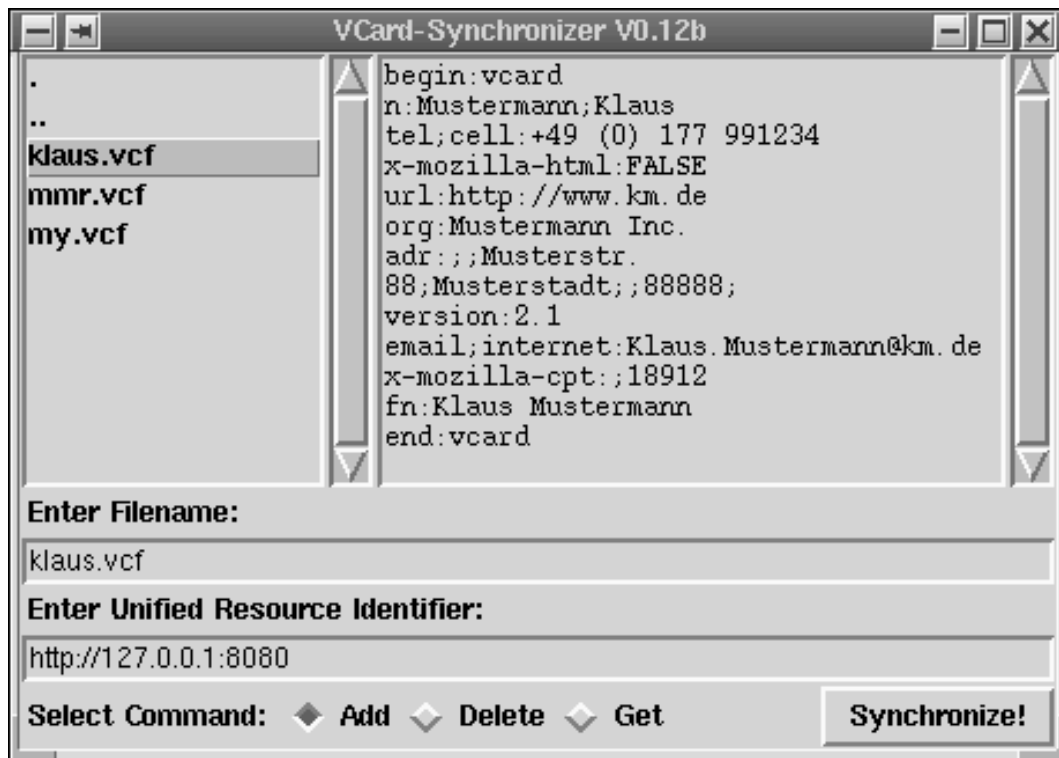 VCard-Synchronizer V0.12b
.
..
klaus.vcf
mmr.vcf
my.vcf
begin:vcard
n:Mustermann;Klaus
tel;cell:+49 (0) 177 991234
x-mozilla-html:FALSE
url:http://www.km.de
org:Mustermann Inc.
adr:;;Musterstr.
88;Musterstadt;;88888;
version:2.1
email;internet:Klaus.Mustermann@km.de
x-mozilla-cpt:;18912
fn:Klaus Mustermann
end:vcard
Enter Filename:
klaus.vcf
Enter Unified Resource Identifier:
http://127.0.0.1:8080
Select Command: Add Delete Get Synchronize!